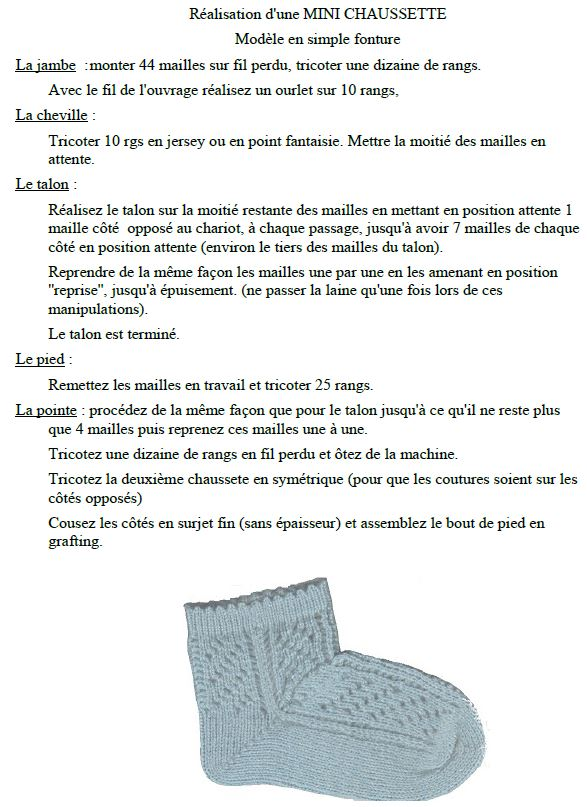 Réalisation d'une MINI CHAUSSETTE
Modèle en simple fonture
La jambe : monter 44 mailles sur fil perdu, tricoter une dizaine de rangs.
Avec le fil de l'ouvrage réalisez un ourlet sur 10 rangs,
La cheville :
Tricoter 10 rgs en jersey ou en point fantaisie. Mettre la moitié des mailles en
attente.
Le talon :
Réalisez le talon sur la moitié restante des mailles en mettant en position attente 1
maille côté opposé au chariot, à chaque passage, jusqu'à avoir 7 mailles de chaque
côté en position attente (environ le tiers des mailles du talon).
Reprendre de la même façon les mailles une par une en les amenant en position
"reprise", jusqu'à épuisement. (ne passer la laine qu'une fois lors de ces
manipulations).
Le talon est terminé.
Le pied :
Remettez les mailles en travail et tricoter 25 rangs.
La pointe : procédez de la même façon que pour le talon jusqu'à ce qu'il ne reste plus
que 4 mailles puis reprenez ces mailles une à une.
Tricotez une dizaine de rangs en fil perdu et ôtez de la machine.
Tricotez la deuxième chaussete en symétrique (pour que les coutures soient sur les
côtés opposés)
Cousez les côtés en surjet fin (sans épaisseur) et assemblez le bout de pied en
grafting.